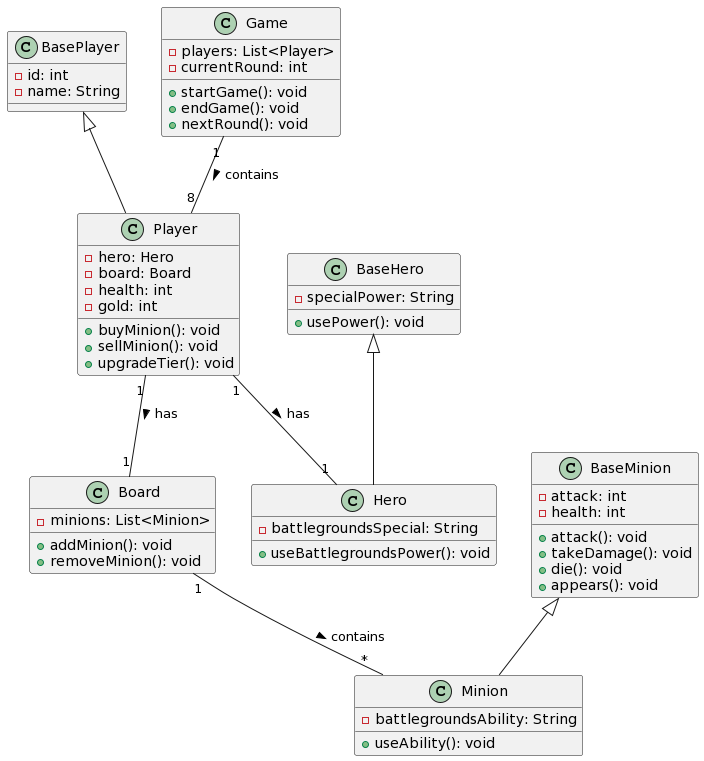 C BasePlayer
- id: int
- name: String
C Game
- players: List<Player>
- currentRound: int
startGame(): void
endGame(): void
nextRound(): void
1
contains
8
C Player
hero: Hero
board: Board
health: int
gold: int
buyMinion(): void
sellMinion(): void
upgradeTier(): void
C BaseHero
specialPower: String
usePower(): void
1
has
1
1
has
1
C Board
minions: List<Minion>
addMinion(): void
removeMinion(): void
C Hero
battlegroundsSpecial: String
useBattlegroundsPower(): void
C BaseMinion
attack: int
health: int
attack(): void
takeDamage(): void
die(): void
appears(): void
1
contains
*
C Minion
battlegroundsAbility: String
useAbility(): void